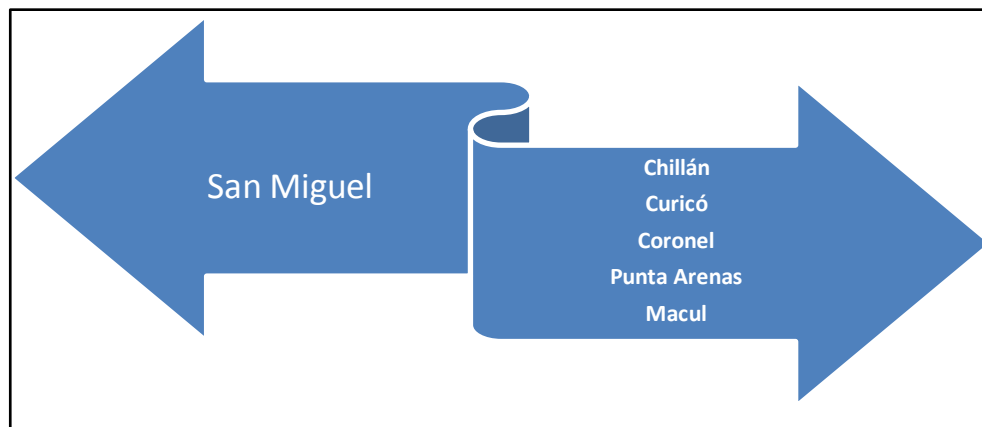 San Miguel
Chillán
Curicó
Coronel
Punta Arenas
Macul